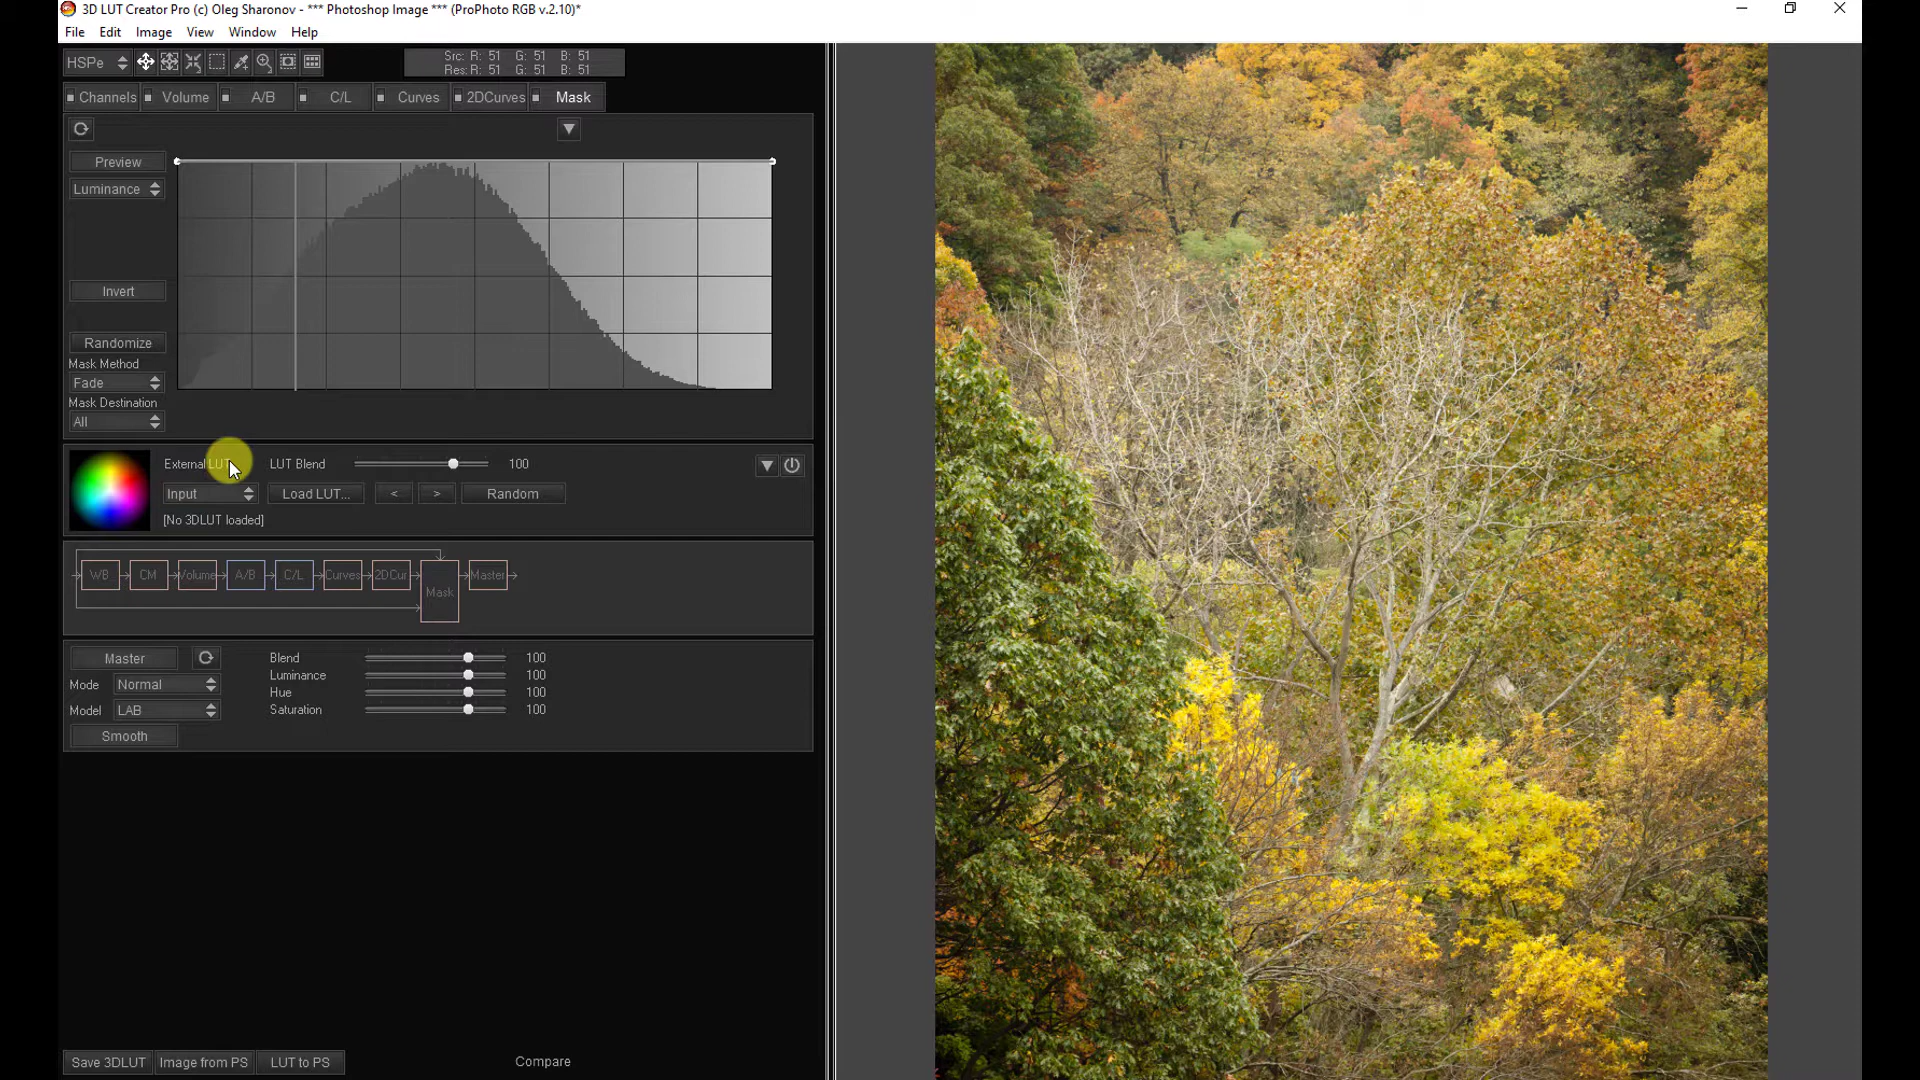 3D LUT Creator Pro (c) Oleg Sharonov - *** Photoshop Image *** (ProPhoto RGB v.2.10)*
File Edit Image View Window Help
HSPe
Src: R: 51 G: 51 B: 51
Res: R: 51 G: 51 B: 51
Channels Volume A/B C/L Curves 2DCurves Mask
Preview
Luminance
Invert
Randomize
Mask Method
Fade
Mask Destination
All
External LUT LUT Blend 100
Input Load LUT... < > Random
[No 3DLUT loaded]
WB CM Volume A/B C/L Curves 2DCur Master
Mask
Master Blend 100
Luminance 100
Mode Normal Hue 100
Model LAB Saturation 100
Smooth
Save 3DLUT Image from PS LUT to PS Compare